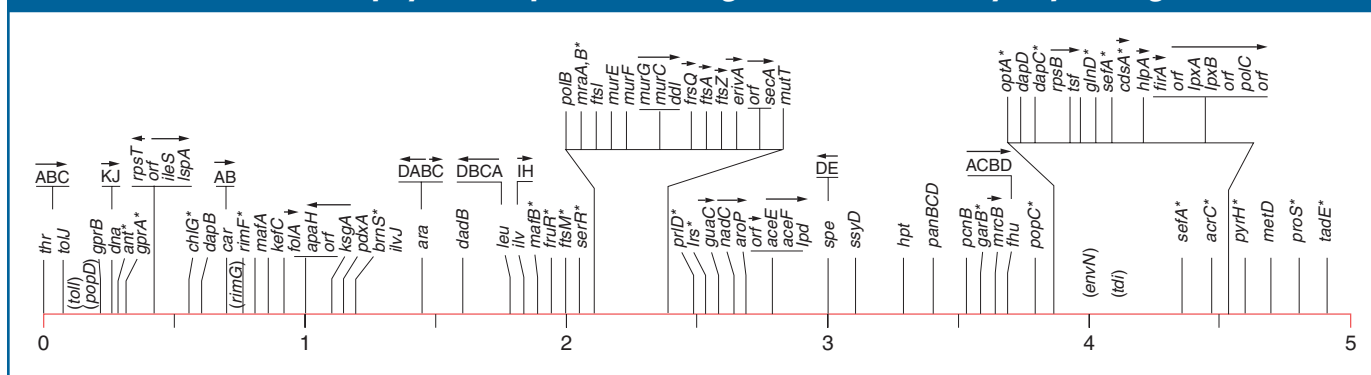 polB mraA,B* ftsI murE murF murG murC ddl frsQ ftsA ftsZ erivA orf secA mutT
optA* dapD dapC* rpsB tsf glnD* sefA* cdsA* hlpA firA orf lpxA lpxB orf polC orf
ABC KJ rpsT orf ileS lspA AB DABC DBCA IH DE ACBD
thr tolJ (tolI) (popD) gprB dna ant* gprA* chlG* dapB car (rimG) rimF* mafA kefC folA apaH orf ksgA pdxA brnS* ilvJ ara dadB leu ilv mafB* fruR* ftsM* serR* prlD* lrs* guaC nadC aroP orf aceE aceF lpd spe ssyD hpt panBCD pcnB garB* mrcB fhu popC* (envN) (tdi) sefA* acrC* pyrH* metD proS* tadE*
0 1 2 3 4 5